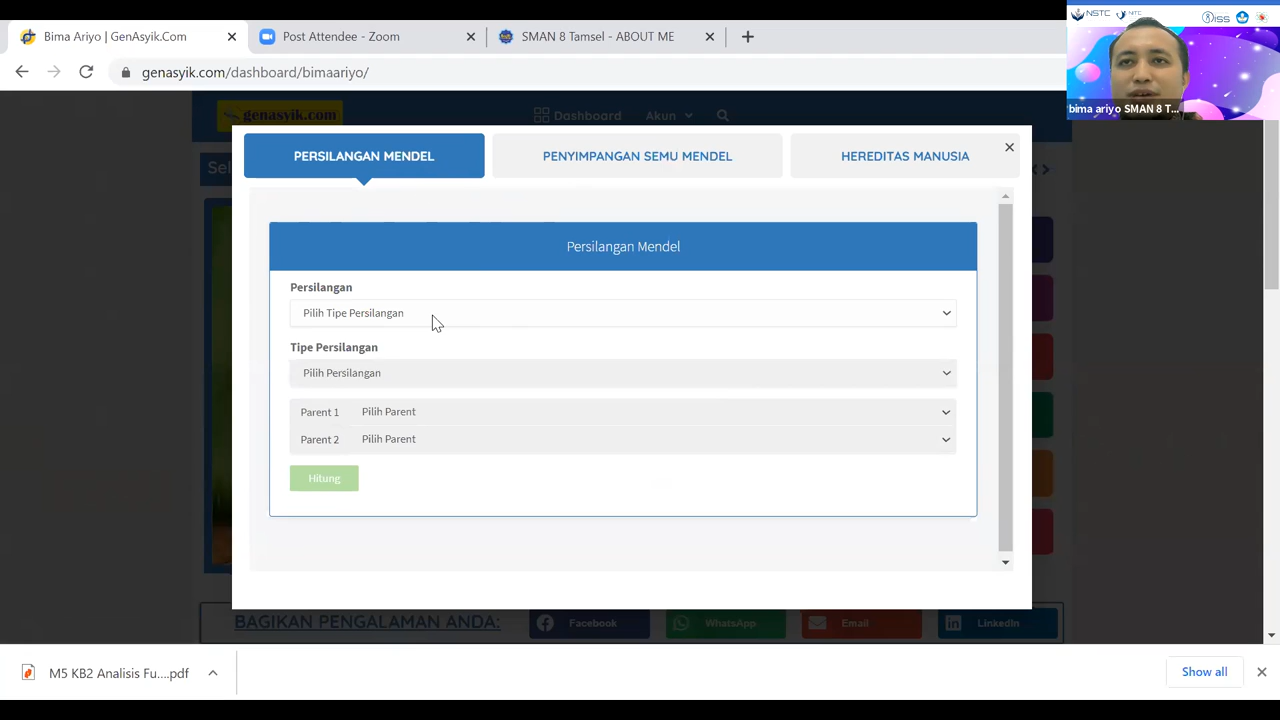 Bima Ariyo | GenAsyik.Com
Post Attendee - Zoom
SMAN 8 Tamsel - ABOUT ME
NSTC
NITC
iss
genasyik.com/dashboard/bimaariyo/
bima ariyo SMAN 8 T...
genasyik.com
Dashboard
Akun
PERSILANGAN MENDEL
PENYIMPANGAN SEMU MENDEL
HEREDITAS MANUSIA
Sel
Persilangan Mendel
Persilangan
Pilih Tipe Persilangan
Tipe Persilangan
Pilih Persilangan
Parent 1 Pilih Parent
Parent 2 Pilih Parent
Hitung
BAGIKAN PENGALAMAN ANDA:
Facebook
WhatsApp
Email
LinkedIn
M5 KB2 Analisis Fu....pdf
Show all